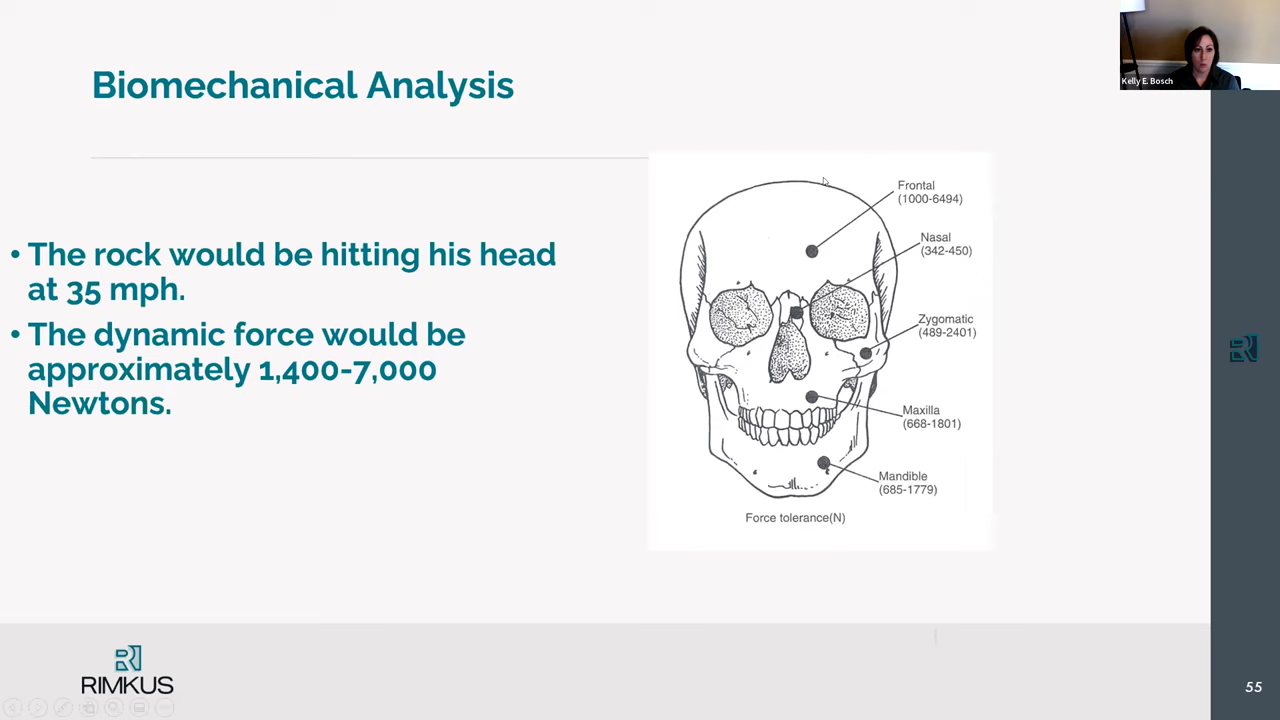 Kelly E. Bosch
Biomechanical Analysis
• The rock would be hitting his head
at 35 mph.
• The dynamic force would be
approximately 1,400-7,000
Newtons.
Frontal
(1000-6494)
Nasal
(342-450)
Zygomatic
(489-2401)
Maxilla
(668-1801)
Mandible
(685-1779)
Force tolerance(N)
RIMKUS
55